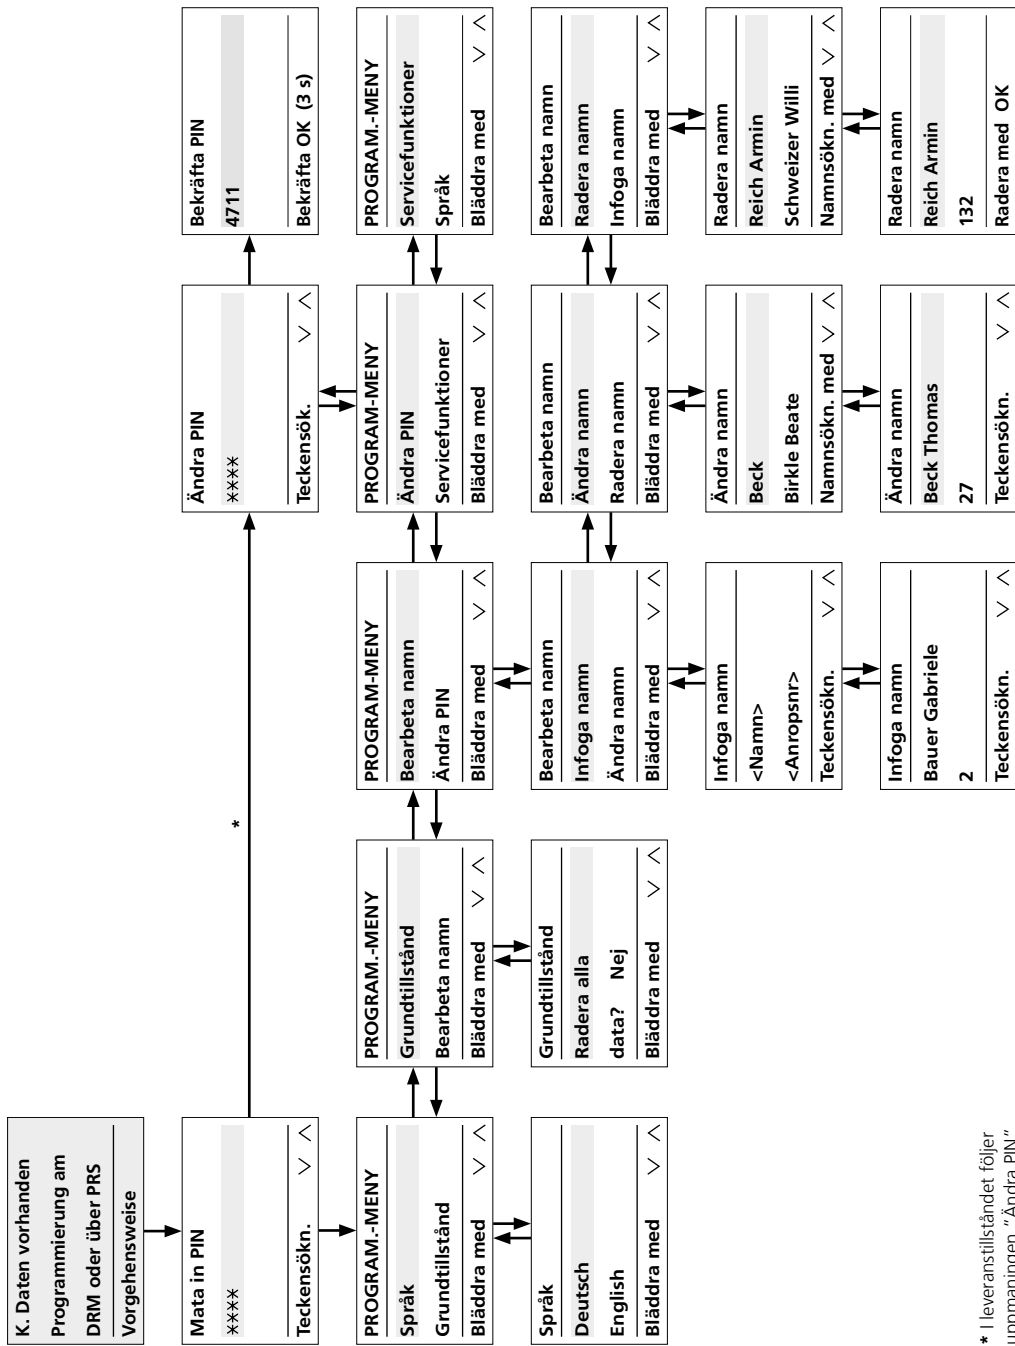 K. Daten vorhanden
Programmierung am
DRM oder über PRS
Vorgehensweise
Mata in PIN
****
Teckensökn.
*
Ändra PIN
****
Teckensök.
Bekräfta PIN
4711
Bekräfta OK (3 s)
PROGRAM.-MENY
Språk
Grundtillstånd
Bläddra med
PROGRAM.-MENY
Grundtillstånd
Bearbeta namn
Bläddra med
PROGRAM-MENY
Bearbeta namn
Ändra PIN
Bläddra med
PROGRAM-MENY
Ändra PIN
Servicefunktioner
Bläddra med
PROGRAM.-MENY
Servicefunktioner
Språk
Bläddra med
Språk
Deutsch
English
Bläddra med
Grundtillstånd
Radera alla
data? Nej
Bläddra med
Bearbeta namn
Infoga namn
Ändra namn
Bläddra med
Bearbeta namn
Ändra namn
Radera namn
Bläddra med
Bearbeta namn
Radera namn
Infoga namn
Bläddra med
Infoga namn
<Namn>
<Anropsnr>
Teckensökn.
Ändra namn
Beck
Birkle Beate
Namnsökn. med
Radera namn
Reich Armin
Schweizer Willi
Namnsökn. med
Infoga namn
Bauer Gabriele
2
Teckensökn.
Ändra namn
Beck Thomas
27
Teckensökn.
Radera namn
Reich Armin
132
Radera med OK
* I leveranstillståndet följer
uppmaningen "Ändra PIN"